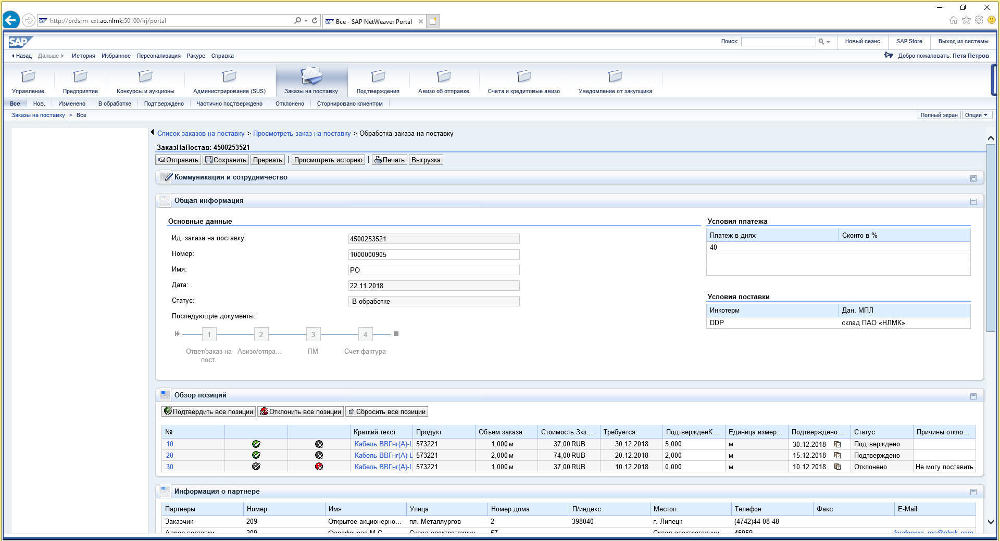 http://prdsrm-ext.ao.nlmk:50100/irj/portal
Все - SAP NetWeaver Portal
SAP
Поиск:
Новый сеанс
SAP Store
Выход из системы
Назад Дальше История Избранное Персонализация Ракурс Справка
Добро пожаловать: Петя Петров
Управление Предприятие Конкурсы и аукционы Администрирование (SUS) Заказы на поставку Подтверждения Авизо об отправке Счета и кредитовые авизо Уведомление от закупщика
Все Нов. Изменено В обработке Подтверждено Частично подтверждено Отклонено Сторнировано клиентом
Заказы на поставку > Все
Полный экран Опции
Список заказов на поставку > Просмотреть заказ на поставку > Обработка заказа на поставку
ЗаказНаПостав: 4500253521
Отправить Сохранить Прервать | Просмотреть историю | Печать Выгрузка
Коммуникация и сотрудничество
Общая информация
Основные данные
Ид. заказа на поставку: 4500253521
Номер: 1000000905
Имя: PO
Дата: 22.11.2018
Статус: В обработке
Последующие документы:
1 2 3 4
Ответ/заказ на пост. Авизо/отпра... ПМ Счет-фактура
Условия платежа
Платеж в днях Сконто в %
40
Условия поставки
Инкотерм Дан. МПЛ
DDP склад ПАО «НЛМК»
Обзор позиций
Подтвердить все позиции Отклонить все позиции Сбросить все позиции
№ Краткий текст Продукт Объем заказа Стоимость Зкз... Требуется: ПодтвержденК... Единица измер... Подтверждено... Статус Причины откло...
10 Кабель ВВГнг(А)-L 573221 1,000 м 37,00 RUB 30.12.2018 5,000 м 30.12.2018 Подтверждено
20 Кабель ВВГнг(А)-L 573221 2,000 м 74,00 RUB 20.12.2018 2,000 м 15.12.2018 Подтверждено
30 Кабель ВВГнг(А)-L 573221 1,000 м 37,00 RUB 10.12.2018 0,000 м 10.12.2018 Отклонено Не могу поставить
Информация о партнере
Партнеры Номер Имя Улица Номер дома П/индекс Местоп. Телефон Факс E-Mail
Заказчик 209 Открытое акционерно... пл. Металлургов 2 398040 г. Липецк (4742)44-08-48
Адрес поставки 209 Фарафонова М.С. Склад электротехнич 57 Склад электротехнич 45959 farafonova_ms@nlmk.com